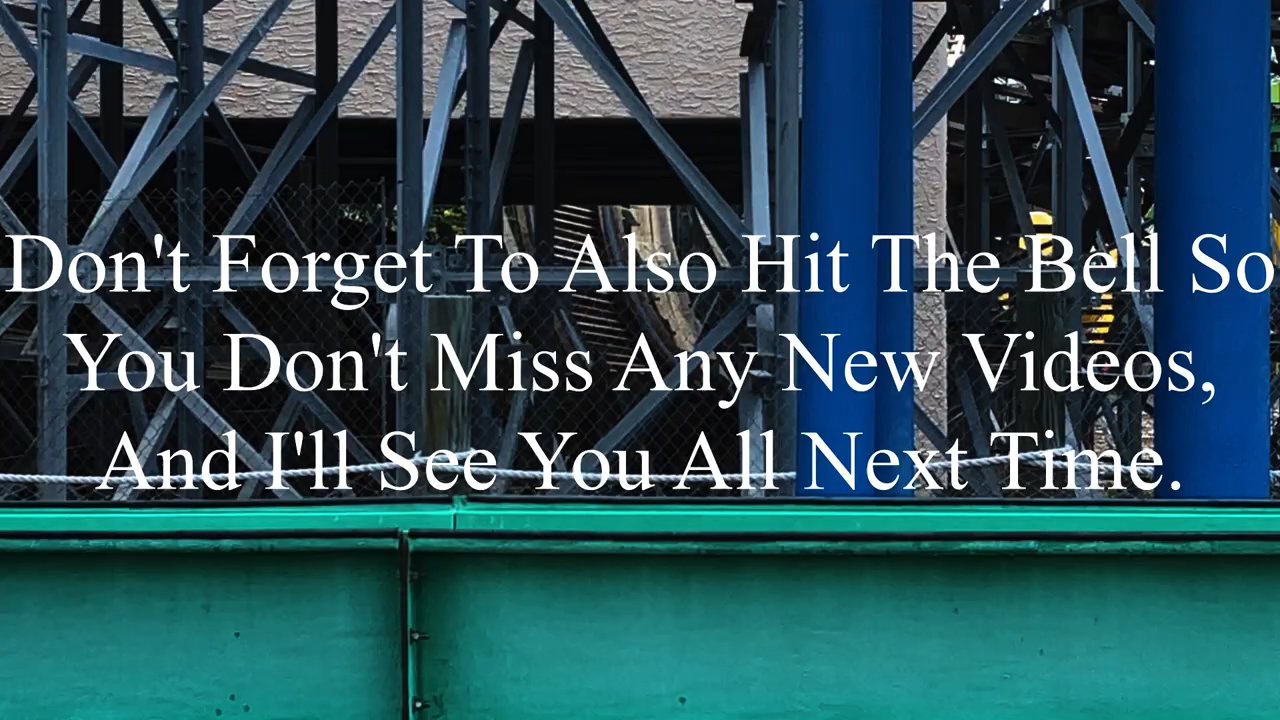 Don't Forget To Also Hit The Bell So
You Don't Miss Any New Videos,
And I'll See You All Next Time.